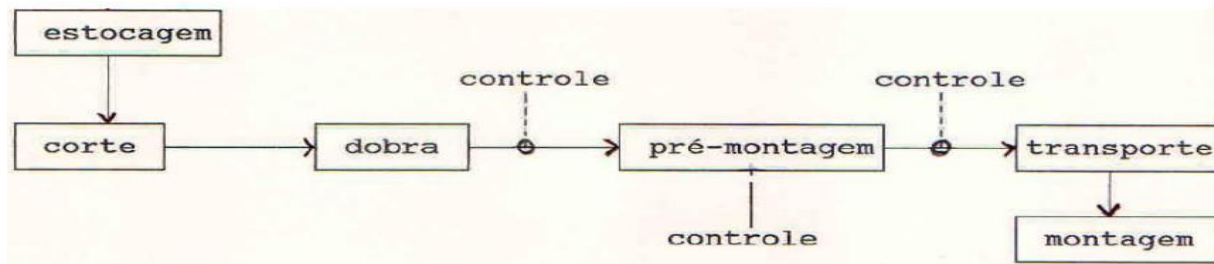 estocagem
controle
controle
corte
dobra
pré-montagem
transporte
controle
montagem